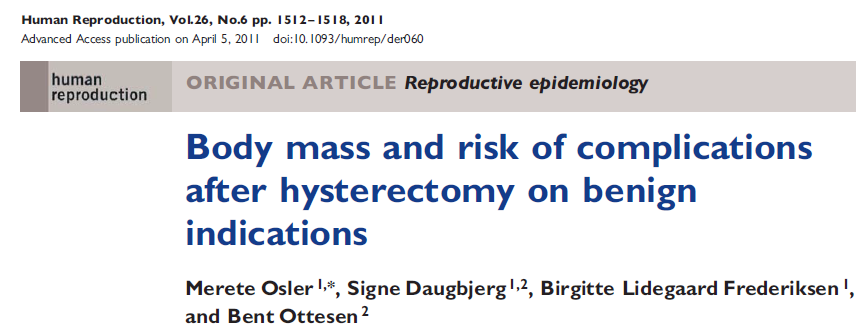 Human Reproduction, Vol.26, No.6 pp. 1512–1518, 2011
Advanced Access publication on April 5, 2011 doi:10.1093/humrep/der060
human
reproduction
ORIGINAL ARTICLE Reproductive epidemiology
Body mass and risk of complications
after hysterectomy on benign
indications
Merete Osler 1,*, Signe Daugbjerg 1,2, Birgitte Lidegaard Frederiksen 1,
and Bent Ottesen 2